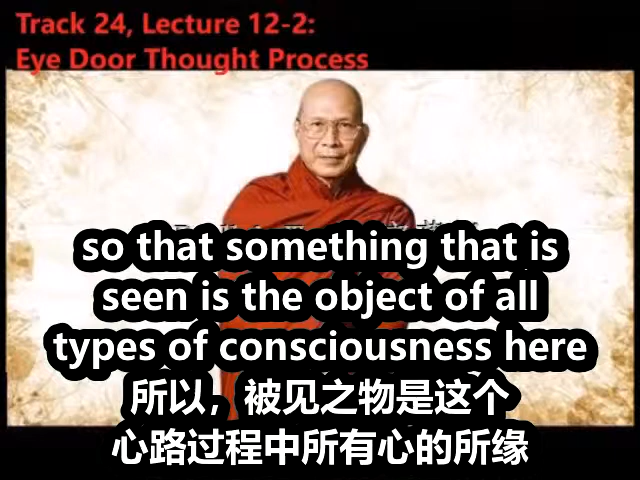 Track 24, Lecture 12-2:
Eye Door Thought Process
so that something that is
seen is the object of all
types of consciousness here
所以，被见之物是这个
心路过程中所有心的所缘